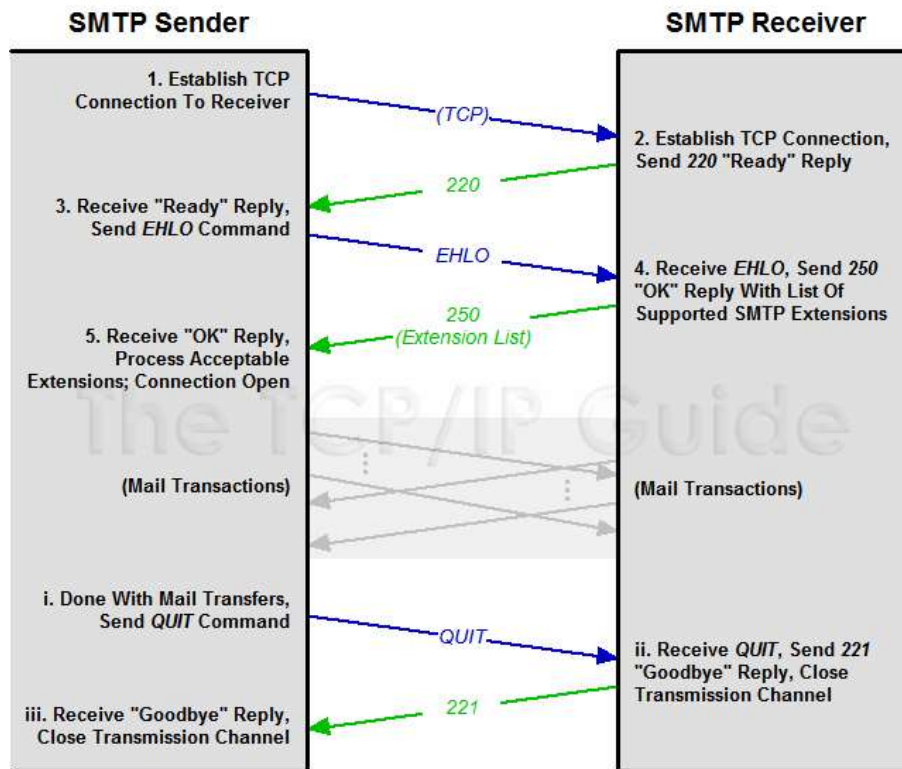 SMTP Sender
SMTP Receiver
1. Establish TCP
Connection To Receiver
(TCP)
2. Establish TCP Connection,
Send 220 "Ready" Reply
220
3. Receive "Ready" Reply,
Send EHLO Command
EHLO
4. Receive EHLO, Send 250
"OK" Reply With List Of
Supported SMTP Extensions
250
(Extension List)
5. Receive "OK" Reply,
Process Acceptable
Extensions; Connection Open
The TCP/IP Guide
(Mail Transactions)
(Mail Transactions)
i. Done With Mail Transfers,
Send QUIT Command
QUIT
ii. Receive QUIT, Send 221
"Goodbye" Reply, Close
Transmission Channel
221
iii. Receive "Goodbye" Reply,
Close Transmission Channel